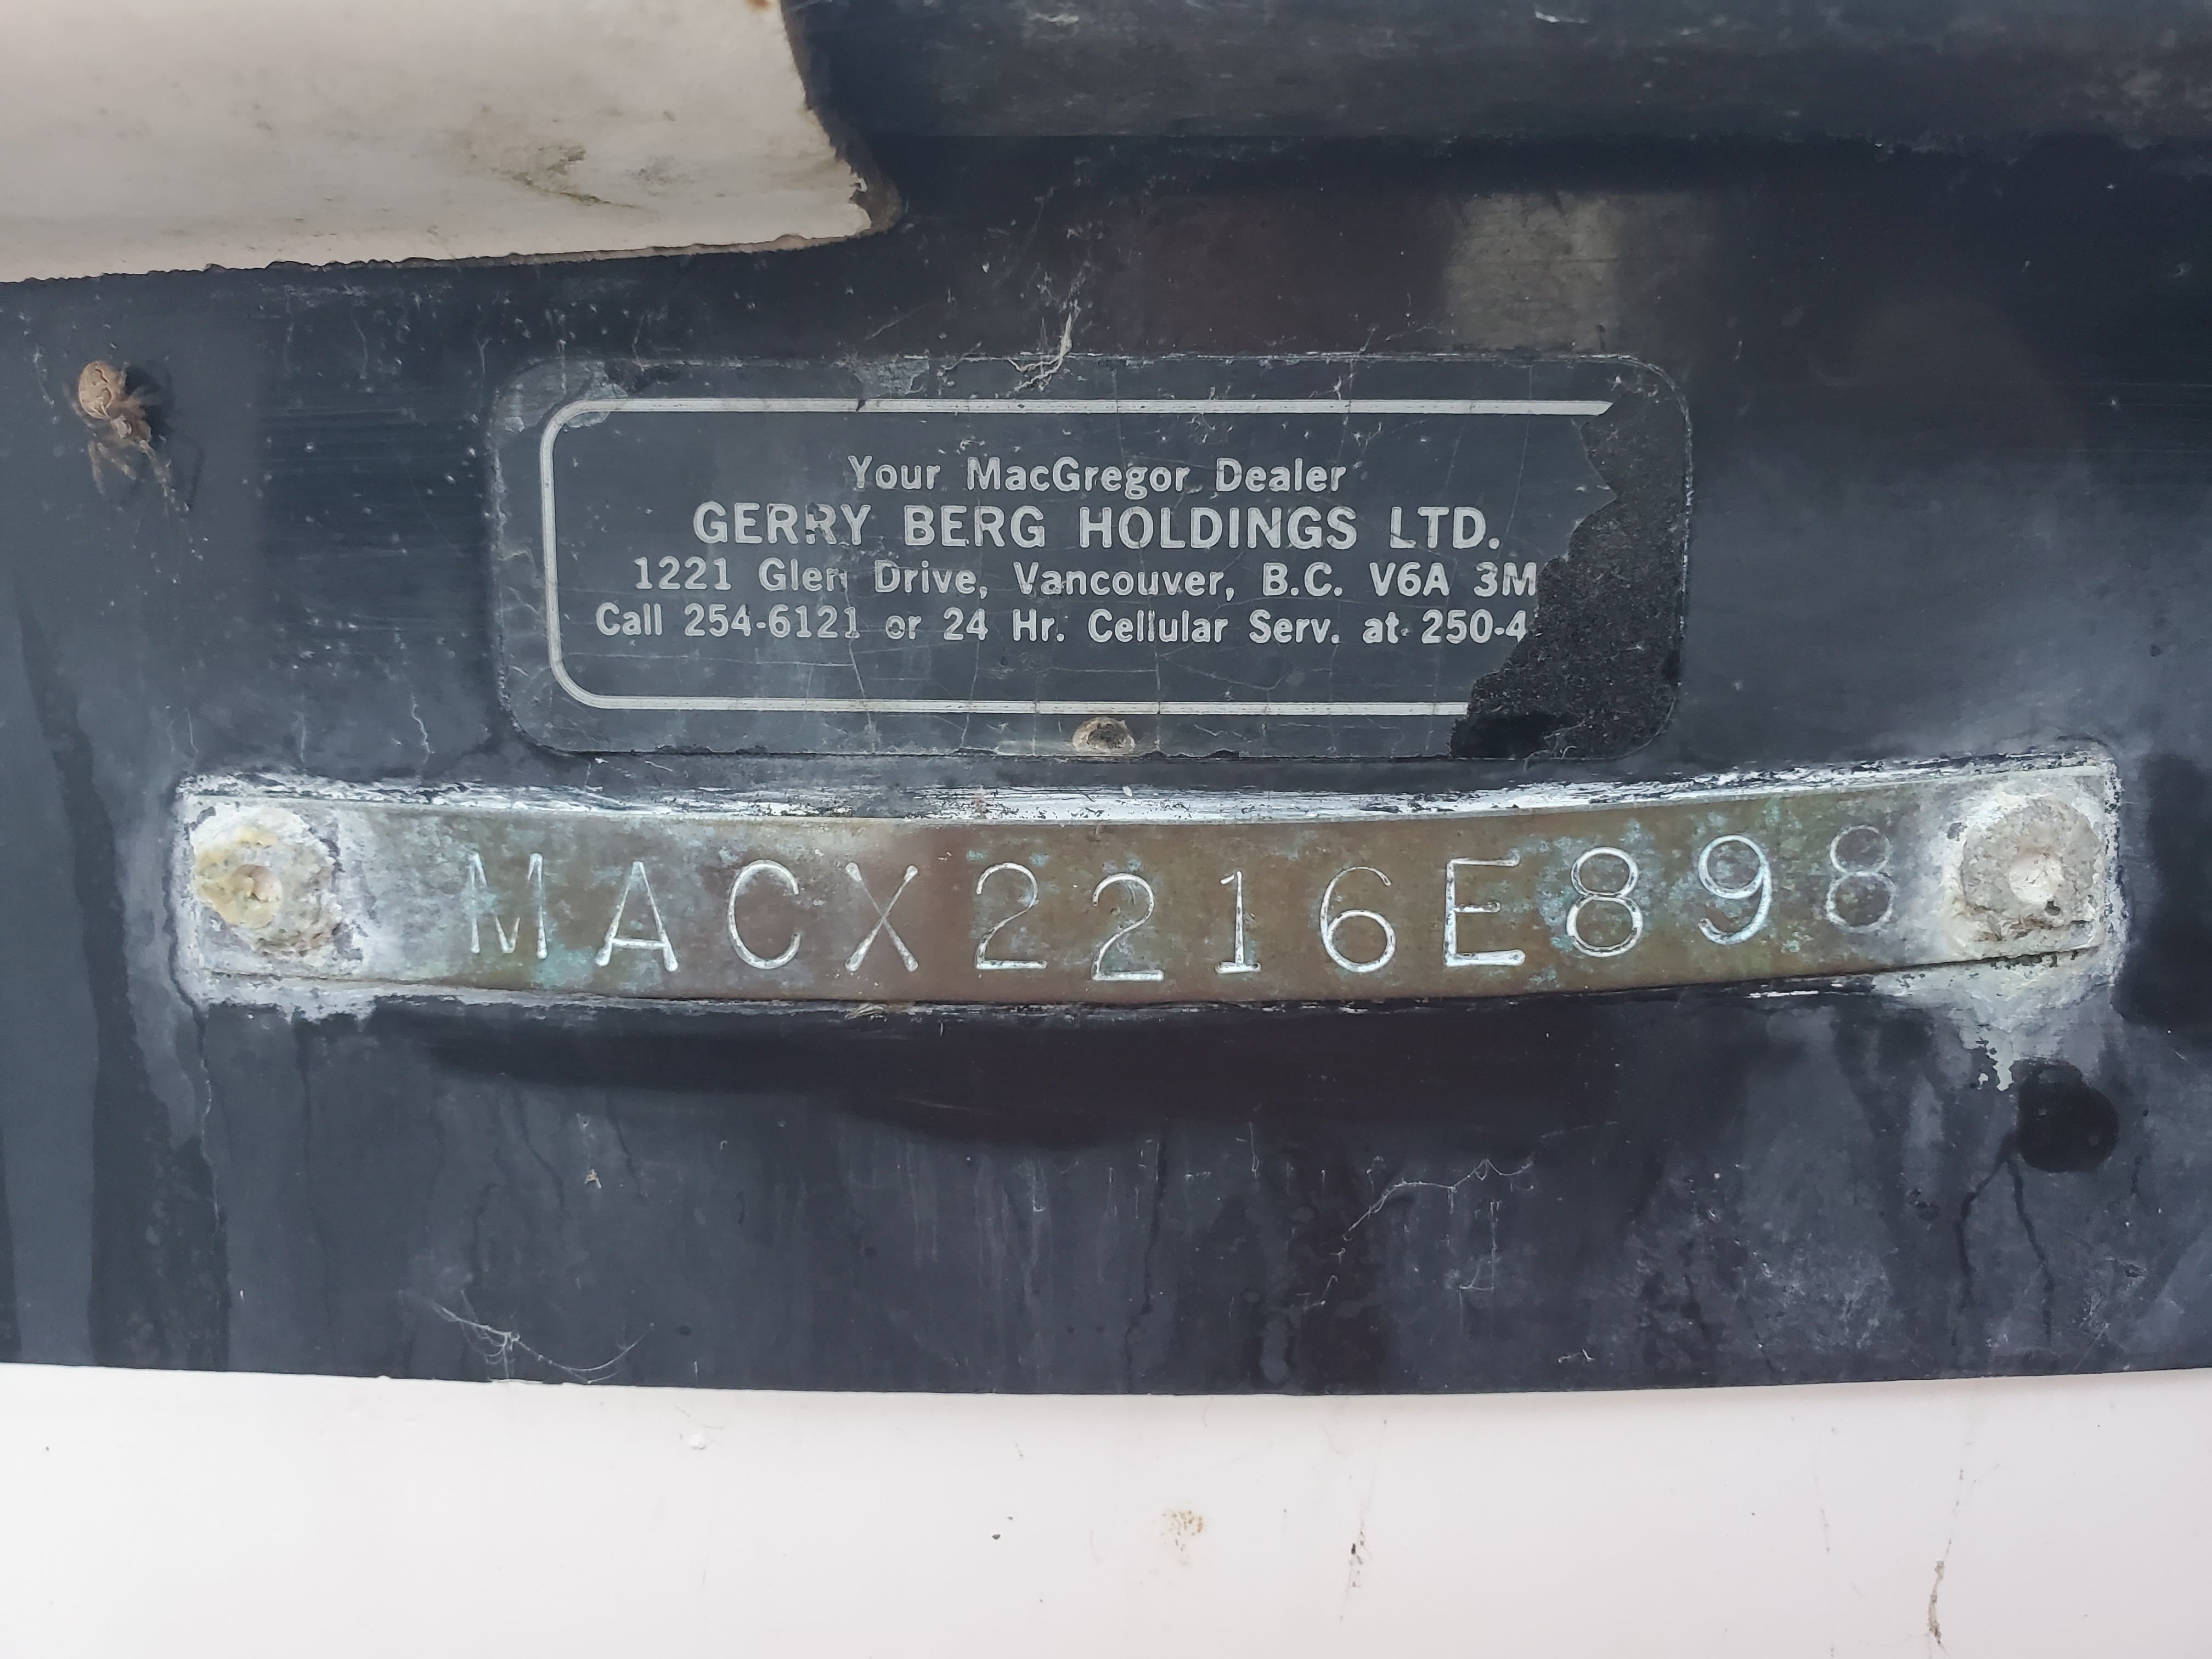 Your MacGregor Dealer
GERRY BERG HOLDINGS LTD.
1221 Glen Drive, Vancouver, B.C. V6A 3M
Call 254-6121 or 24 Hr. Cellular Serv. at 250-4
MACX2216E898